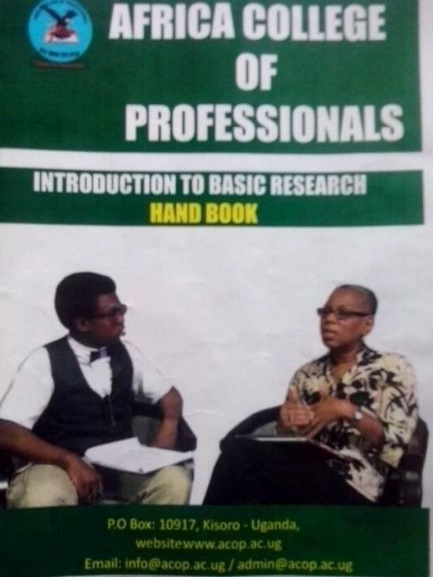 AFRICA COLLEGE
OF
PROFESSIONALS
INTRODUCTION TO BASIC RESEARCH
HAND BOOK
P.O Box: 10917, Kisoro - Uganda,
websitewww.acop.ac.ug
Email: info@acop.ac.ug / admin@acop.ac.ug